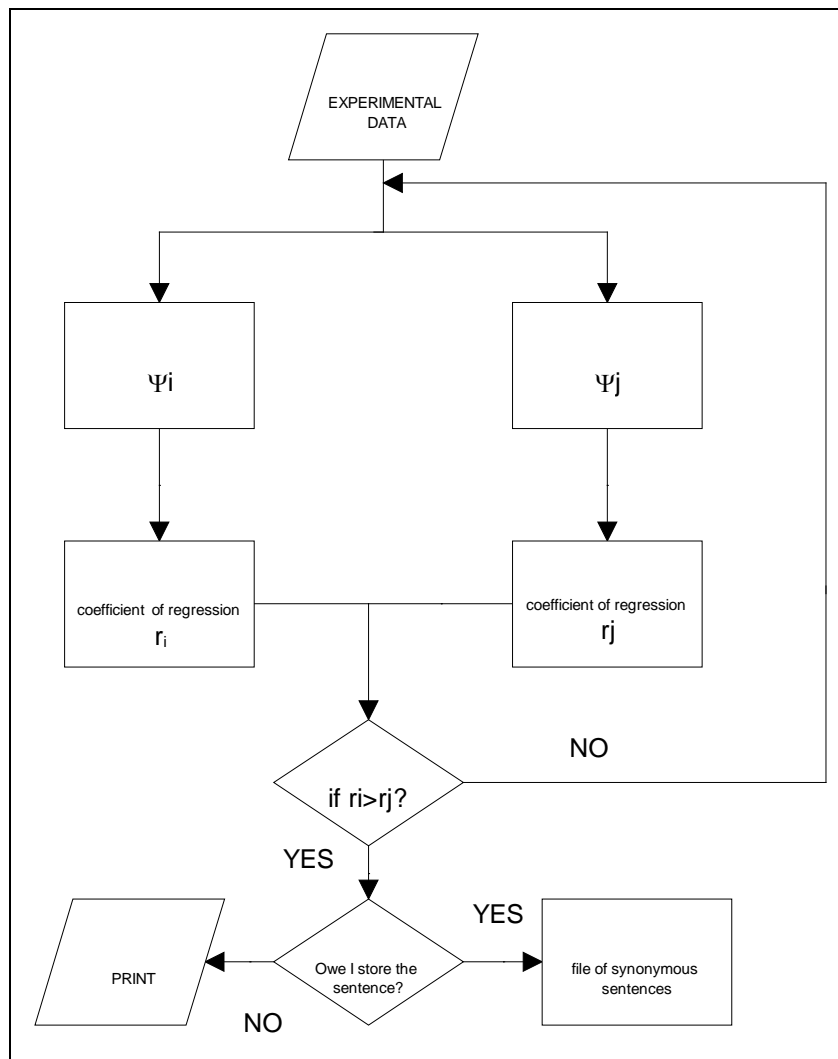 EXPERIMENTAL
DATA
Ψi
Ψj
coefficient of regression
ri
coefficient of regression
rj
NO
if ri>rj?
YES
YES
PRINT
Owe I store the
sentence?
file of synonymous
sentences
NO